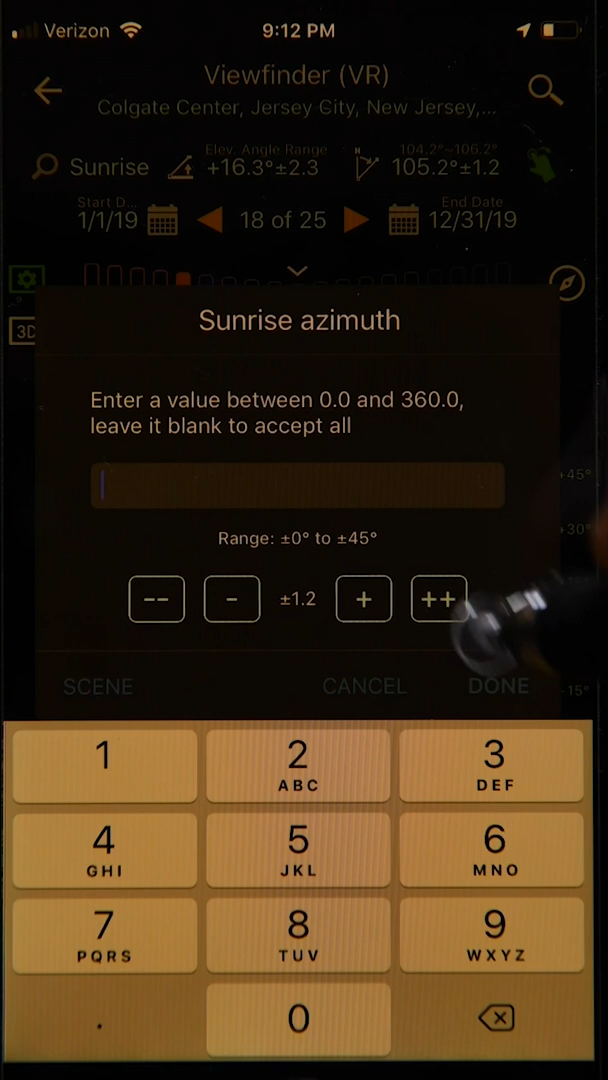 Verizon 9:12 PM
Viewfinder (VR)
Colgate Center, Jersey City, New Jersey,...
Sunrise
Elev. Angle Range
+16.3°±2.3
N
104.2°~106.2°
105.2°±1.2
Start D...
1/1/19
18 of 25
End Date
12/31/19
3D
Sunrise azimuth
Enter a value between 0.0 and 360.0,
leave it blank to accept all
+45°
+30°
Range: ±0° to ±45°
-- - ±1.2 + ++
SCENE CANCEL DONE
-15°
1 2 3
ABC DEF
4 5 6
GHI JKL MNO
7 8 9
PQRS TUV WXYZ
. 0